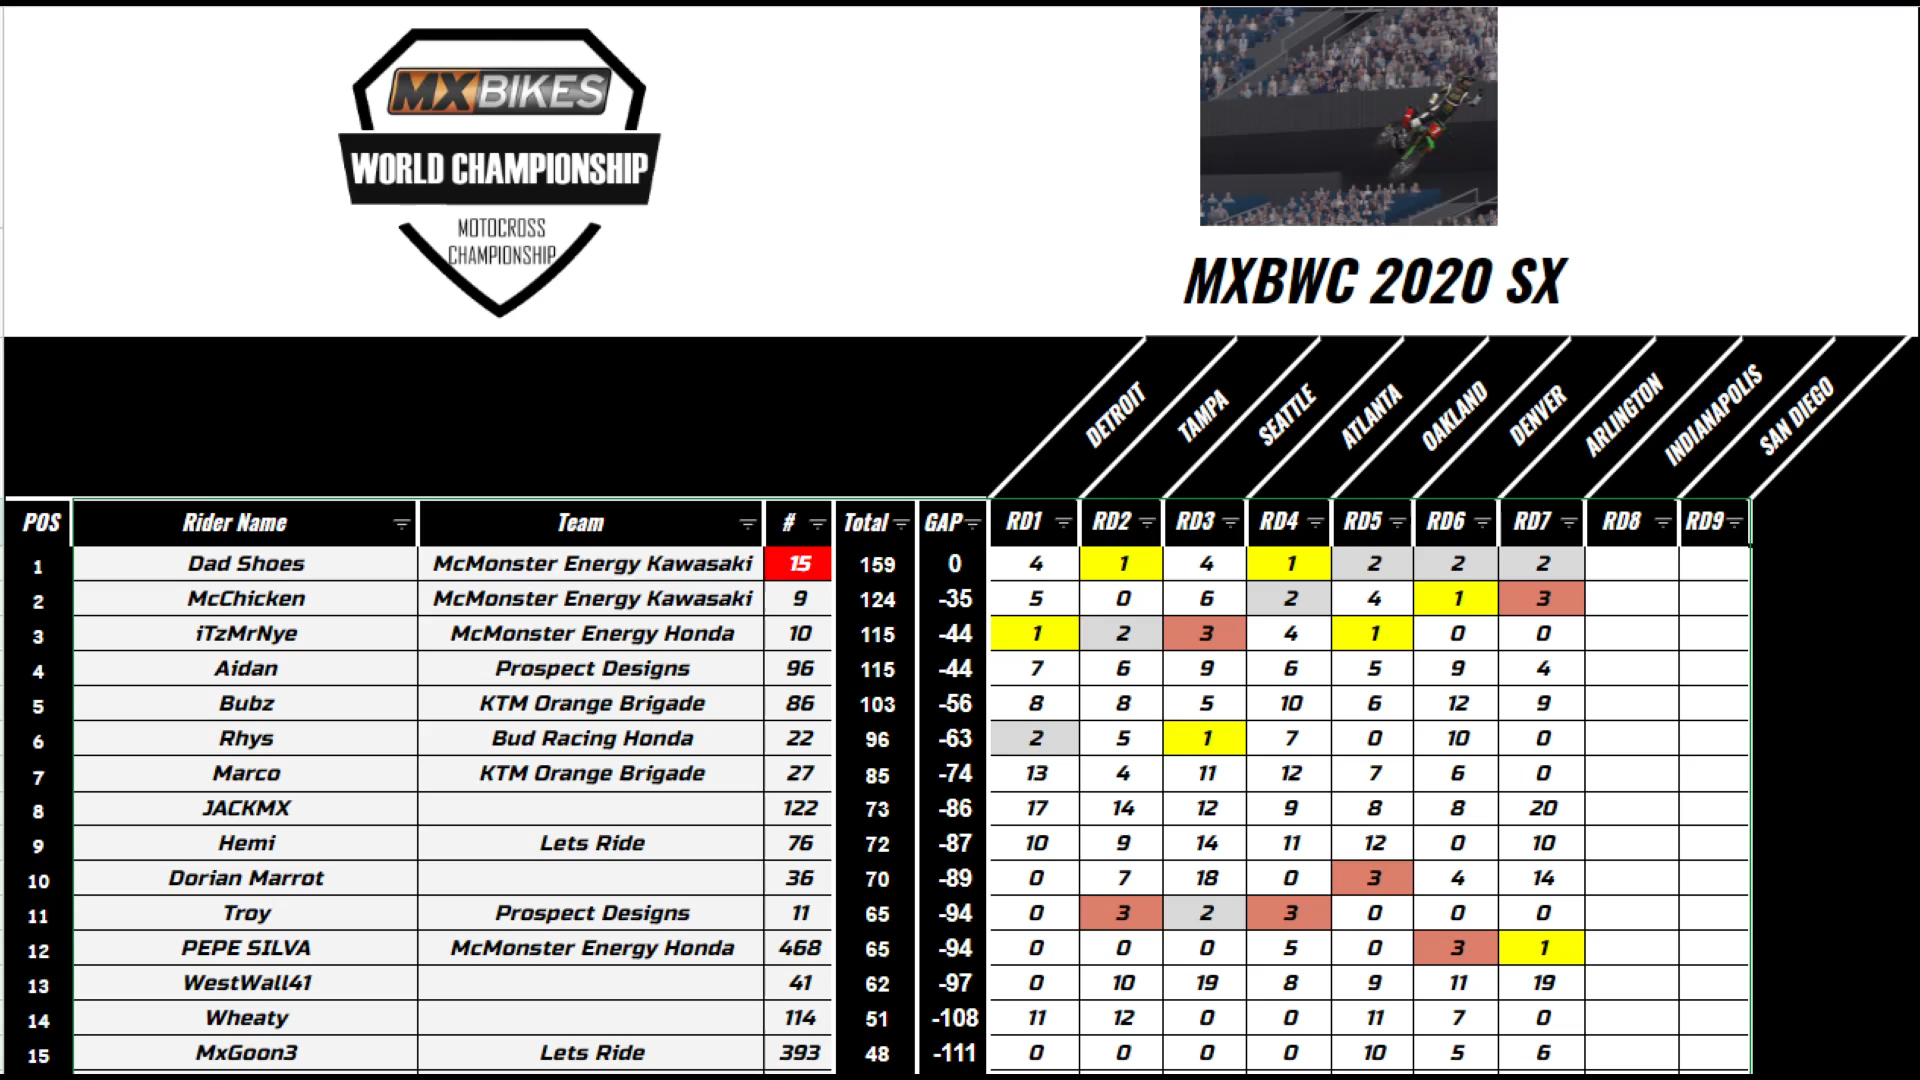 MXBIKES
WORLD CHAMPIONSHIP
MOTOCROSS
CHAMPIONSHIP
MXBWC 2020 SX
DETROIT TAMPA SEATTLE ATLANTA OAKLAND DENVER ARLINGTON INDIANAPOLIS SAN DIEGO
POS Rider Name Team # Total GAP RD1 RD2 RD3 RD4 RD5 RD6 RD7 RD8 RD9
1 Dad Shoes McMonster Energy Kawasaki 15 159 0 4 1 4 1 2 2 2
2 McChicken McMonster Energy Kawasaki 9 124 -35 5 0 6 2 4 1 3
3 iTzMrNye McMonster Energy Honda 10 115 -44 1 2 3 4 1 0 0
4 Aidan Prospect Designs 96 115 -44 7 6 9 6 5 9 4
5 Bubz KTM Orange Brigade 86 103 -56 8 8 5 10 6 12 9
6 Rhys Bud Racing Honda 22 96 -63 2 5 1 7 0 10 0
7 Marco KTM Orange Brigade 27 85 -74 13 4 11 12 7 6 0
8 JACKMX 122 73 -86 17 14 12 9 8 8 20
9 Hemi Lets Ride 76 72 -87 10 9 14 11 12 0 10
10 Dorian Marrot 36 70 -89 0 7 18 0 3 4 14
11 Troy Prospect Designs 11 65 -94 0 3 2 3 0 0 0
12 PEPE SILVA McMonster Energy Honda 468 65 -94 0 0 0 5 0 3 1
13 WestWall41 41 62 -97 0 10 19 8 9 11 19
14 Wheaty 114 51 -108 11 12 0 0 11 7 0
15 MxGoon3 Lets Ride 393 48 -111 0 0 0 0 10 5 6